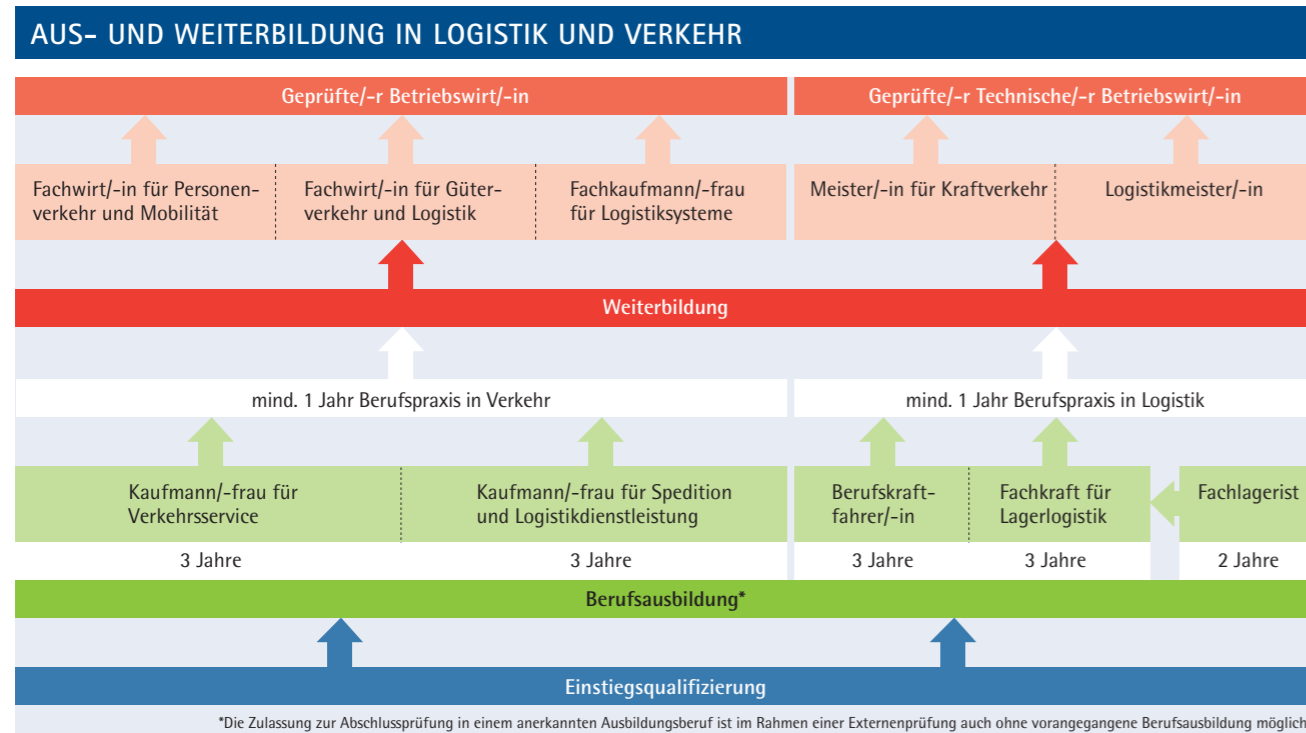 AUS- UND WEITERBILDUNG IN LOGISTIK UND VERKEHR
Geprüfte/-r Betriebswirt/-in
Geprüfte/-r Technische/-r Betriebswirt/-in
Fachwirt/-in für Personen-
verkehr und Mobilität
Fachwirt/-in für Güter-
verkehr und Logistik
Fachkaufmann/-frau
für Logistiksysteme
Meister/-in für Kraftverkehr
Logistikmeister/-in
Weiterbildung
mind. 1 Jahr Berufspraxis in Verkehr
mind. 1 Jahr Berufspraxis in Logistik
Kaufmann/-frau für
Verkehrsservice
Kaufmann/-frau für Spedition
und Logistikdienstleistung
Berufskraft-
fahrer/-in
Fachkraft für
Lagerlogistik
Fachlagerist
3 Jahre
3 Jahre
3 Jahre
3 Jahre
2 Jahre
Berufsausbildung*
Einstiegsqualifizierung
*Die Zulassung zur Abschlussprüfung in einem anerkannten Ausbildungsberuf ist im Rahmen einer Externenprüfung auch ohne vorangegangene Berufsausbildung möglich